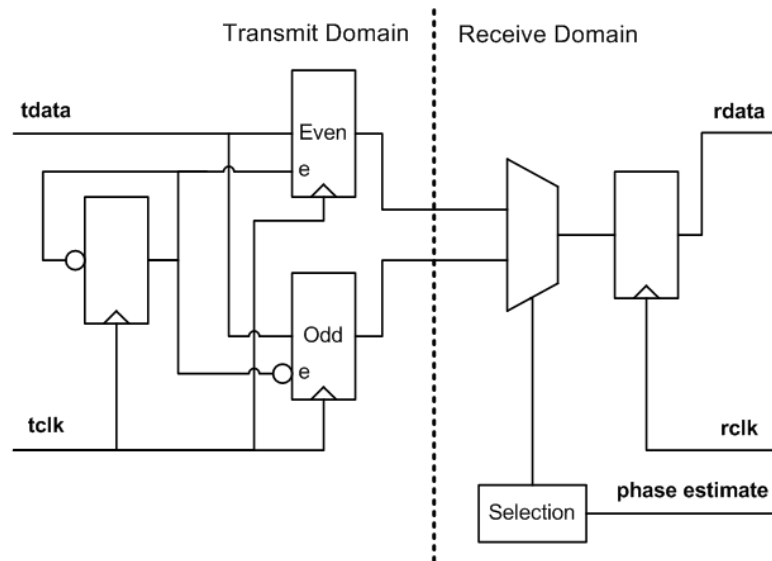 Transmit Domain
Receive Domain
tdata
Even
e
rdata
Odd
e
tclk
rclk
phase estimate
Selection